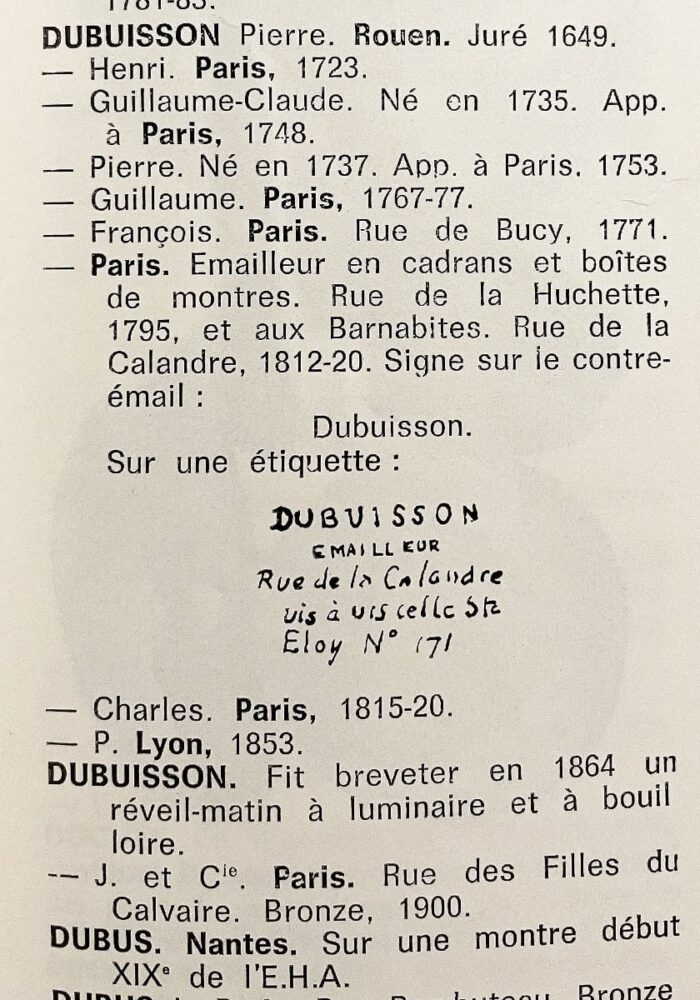 1781-83.
DUBUISSON Pierre. Rouen. Juré 1649.
— Henri. Paris, 1723.
— Guillaume-Claude. Né en 1735. App.
à Paris, 1748.
— Pierre. Né en 1737. App. à Paris. 1753.
— Guillaume. Paris, 1767-77.
— François. Paris. Rue de Bucy, 1771.
— Paris. Emailleur en cadrans et boîtes
de montres. Rue de la Huchette,
1795, et aux Barnabites. Rue de la
Calandre, 1812-20. Signe sur le contre-
émail :
Dubuisson.
Sur une étiquette :
DUBUISSON
EMAILLEUR
Rue de la Calandre
vis à vis celle Ste
Eloy N° 171
— Charles. Paris, 1815-20.
— P. Lyon, 1853.
DUBUISSON. Fit breveter en 1864 un
réveil-matin à luminaire et à bouil
loire.
-- J. et Cie. Paris. Rue des Filles du
Calvaire. Bronze, 1900.
DUBUS. Nantes. Sur une montre début
XIXe de l'E.H.A.
Bronze